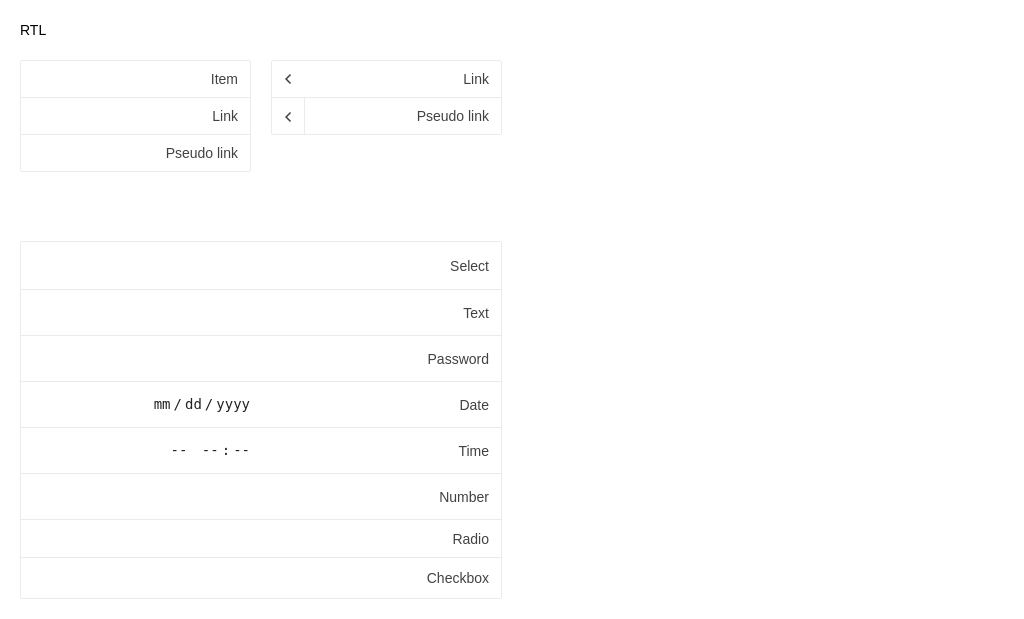 RTL
Item
Link
Pseudo link
Link
Pseudo link
Select
Text
Password
Date mm/dd/yyyy
Time -- --:--
Number
Radio
Checkbox